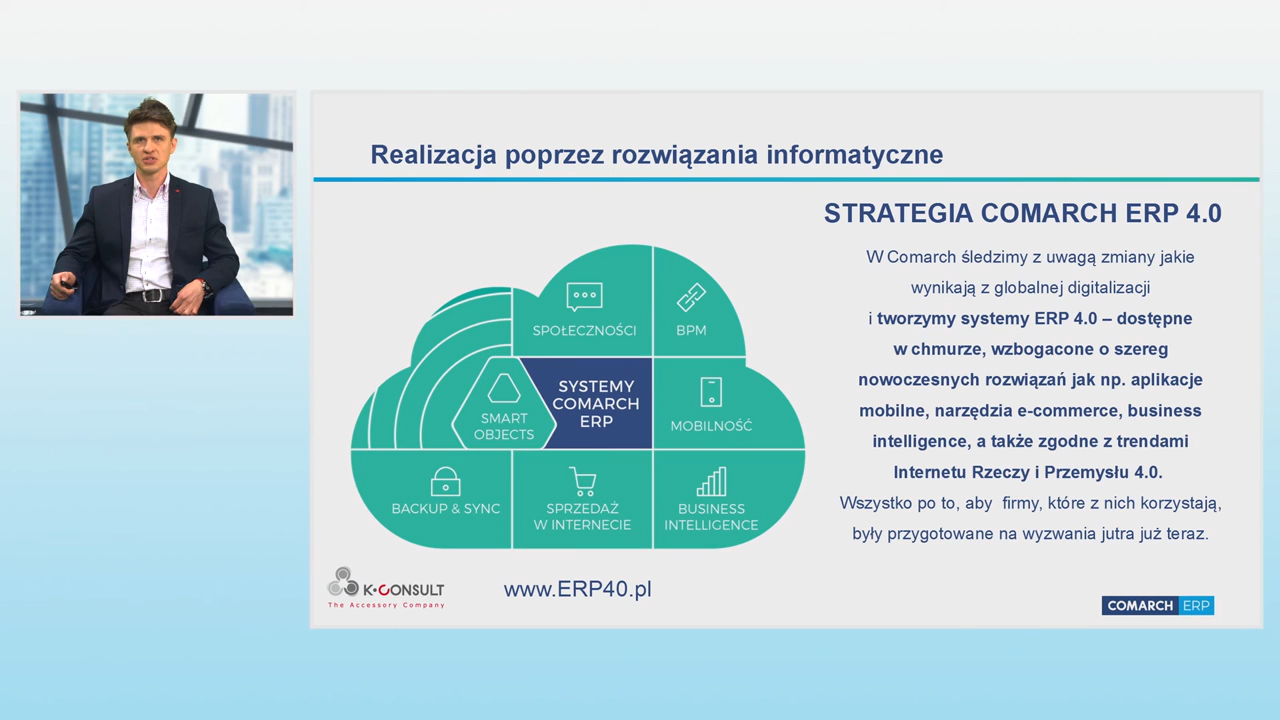 Realizacja poprzez rozwiązania informatyczne
STRATEGIA COMARCH ERP 4.0
W Comarch śledzimy z uwagą zmiany jakie
wynikają z globalnej digitalizacji
i tworzymy systemy ERP 4.0 – dostępne
w chmurze, wzbogacone o szereg
nowoczesnych rozwiązań jak np. aplikacje
mobilne, narzędzia e-commerce, business
intelligence, a także zgodne z trendami
Internetu Rzeczy i Przemysłu 4.0.
Wszystko po to, aby  firmy, które z nich korzystają,
były przygotowane na wyzwania jutra już teraz.
SPOŁECZNOŚCI
BPM
SMART
OBJECTS
SYSTEMY
COMARCH
ERP
MOBILNOŚĆ
BACKUP & SYNC
SPRZEDAŻ
W INTERNECIE
BUSINESS
INTELLIGENCE
K·CONSULT
The Accessory Company
www.ERP40.pl
COMARCH ERP